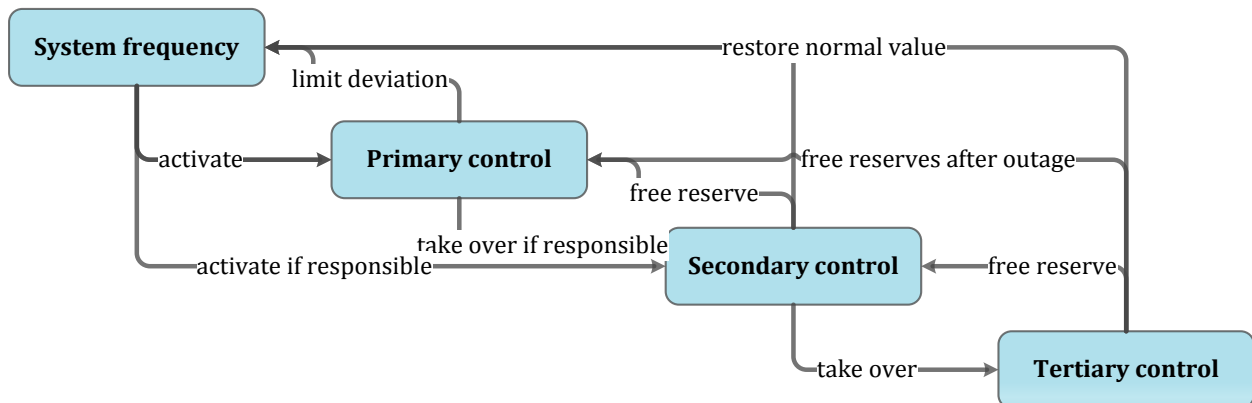 System frequency
restore normal value
limit deviation
activate
Primary control
free reserves after outage
free reserve
take over if responsible
activate if responsible
Secondary control
free reserve
take over
Tertiary control